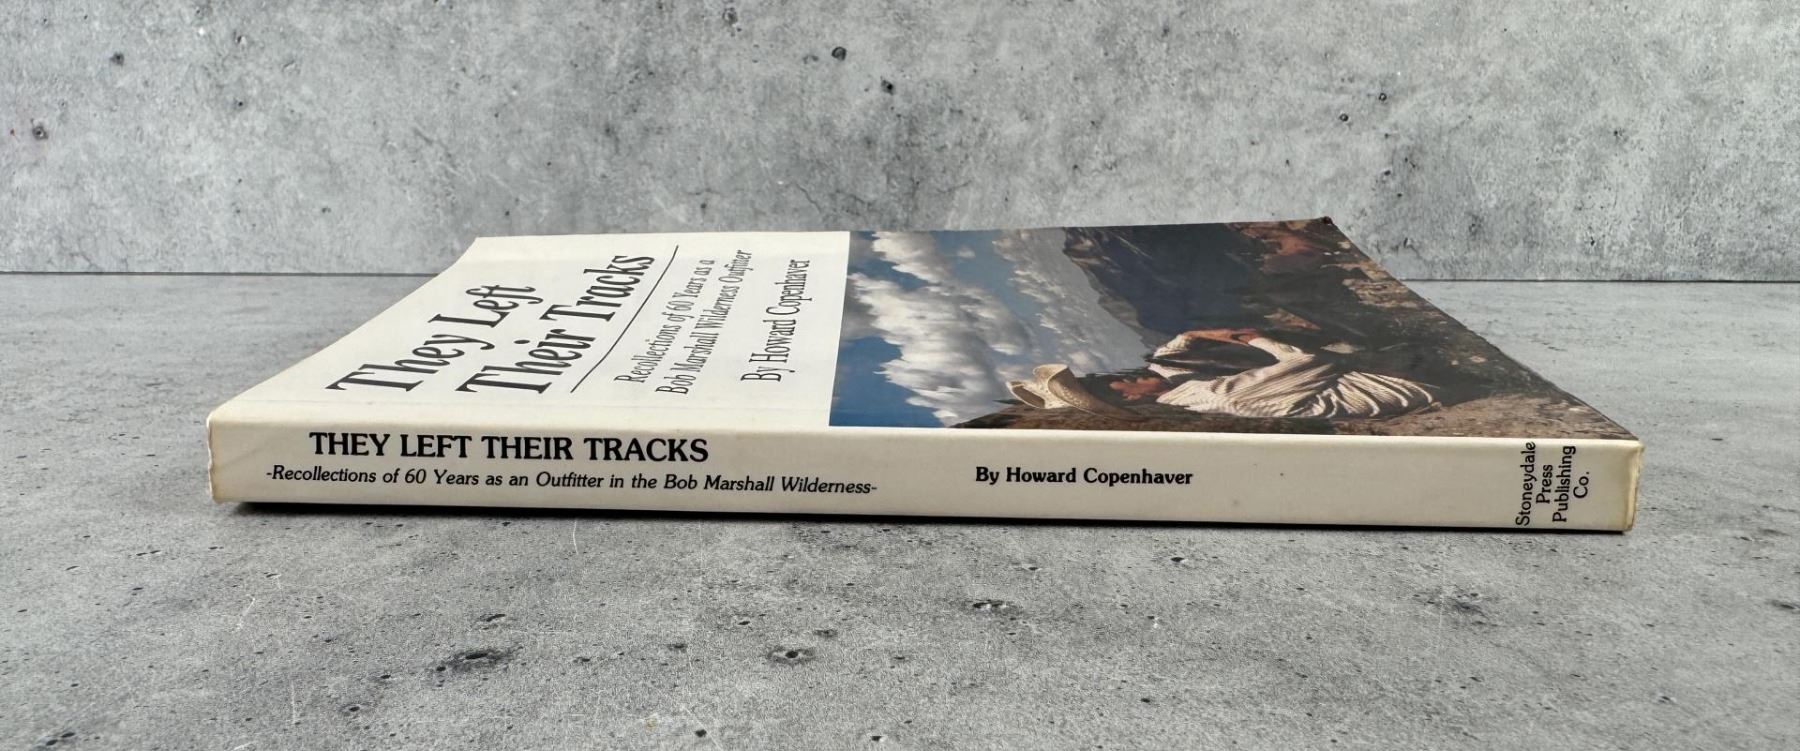 They Left
Their Tracks
Recollections of 60 Years as a
Bob Marshall Wilderness Outfitter
By Howard Copenhaver
THEY LEFT THEIR TRACKS
-Recollections of 60 Years as an Outfitter in the Bob Marshall Wilderness-
By Howard Copenhaver
Stoneydale
Press
Publishing
Co.